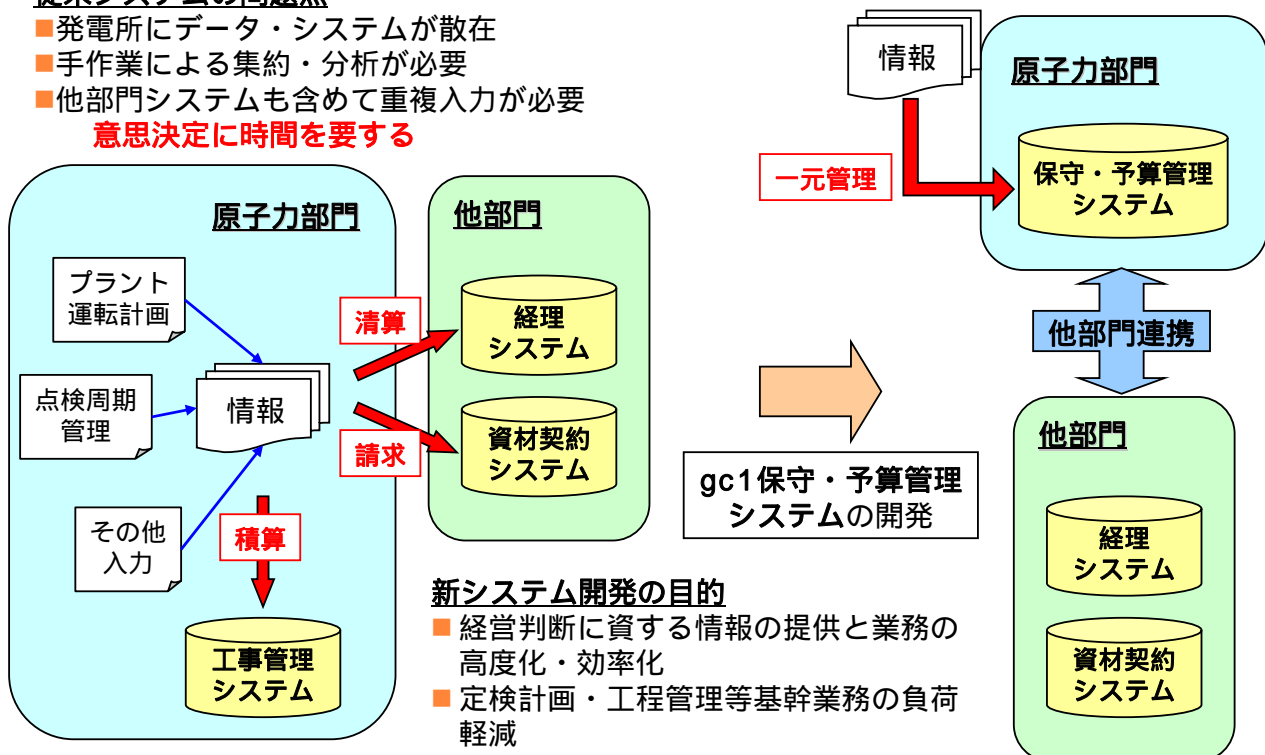 従来システムの問題点
■発電所にデータ・システムが散在
■手作業による集約・分析が必要
■他部門システムも含めて重複入力が必要
意思決定に時間を要する
原子力部門
プラント
運転計画
点検周期
管理
その他
入力
情報
清算
請求
積算
工事管理
システム
他部門
経理
システム
資材契約
システム
gc1保守・予算管理
システムの開発
新システム開発の目的
■経営判断に資する情報の提供と業務の
高度化・効率化
■定検計画・工程管理等基幹業務の負荷
軽減
情報
原子力部門
一元管理
保守・予算管理
システム
他部門連携
他部門
経理
システム
資材契約
システム